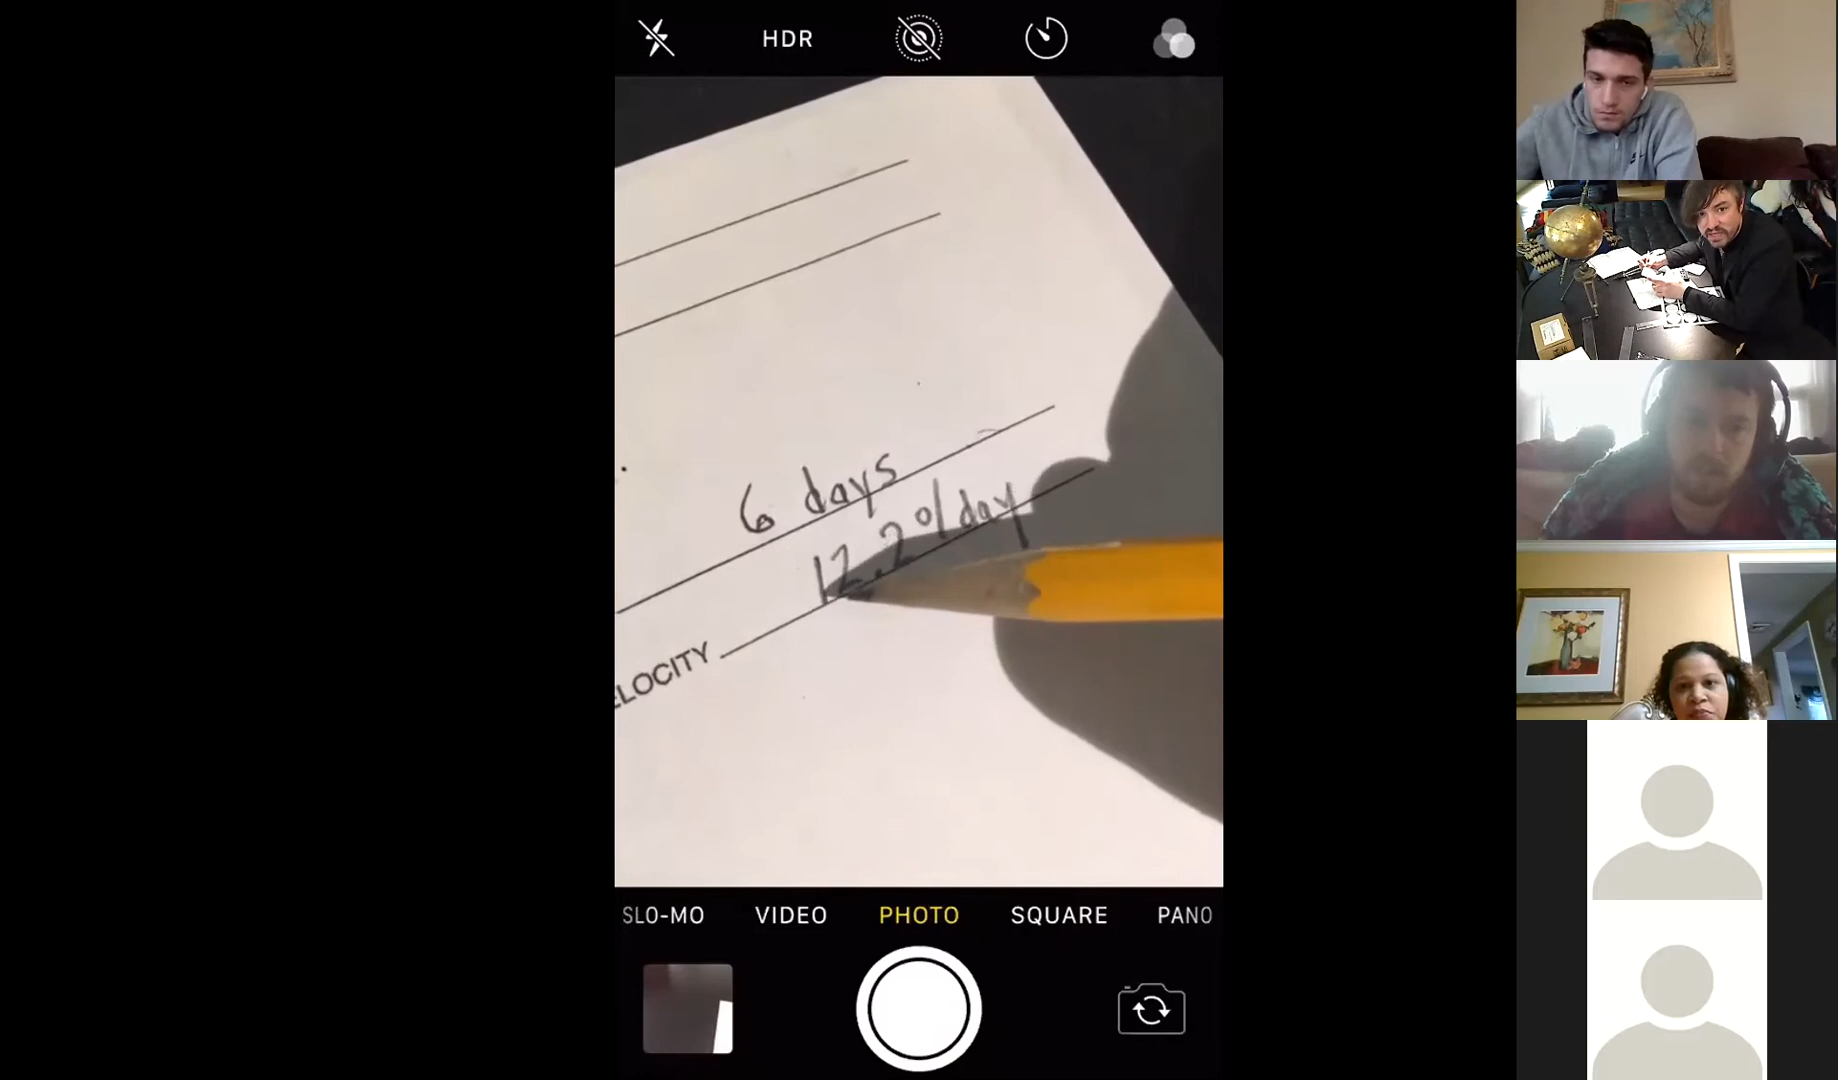 HDR
6 days
12.2°/day
ELOCITY
SLO-MO VIDEO PHOTO SQUARE PANO